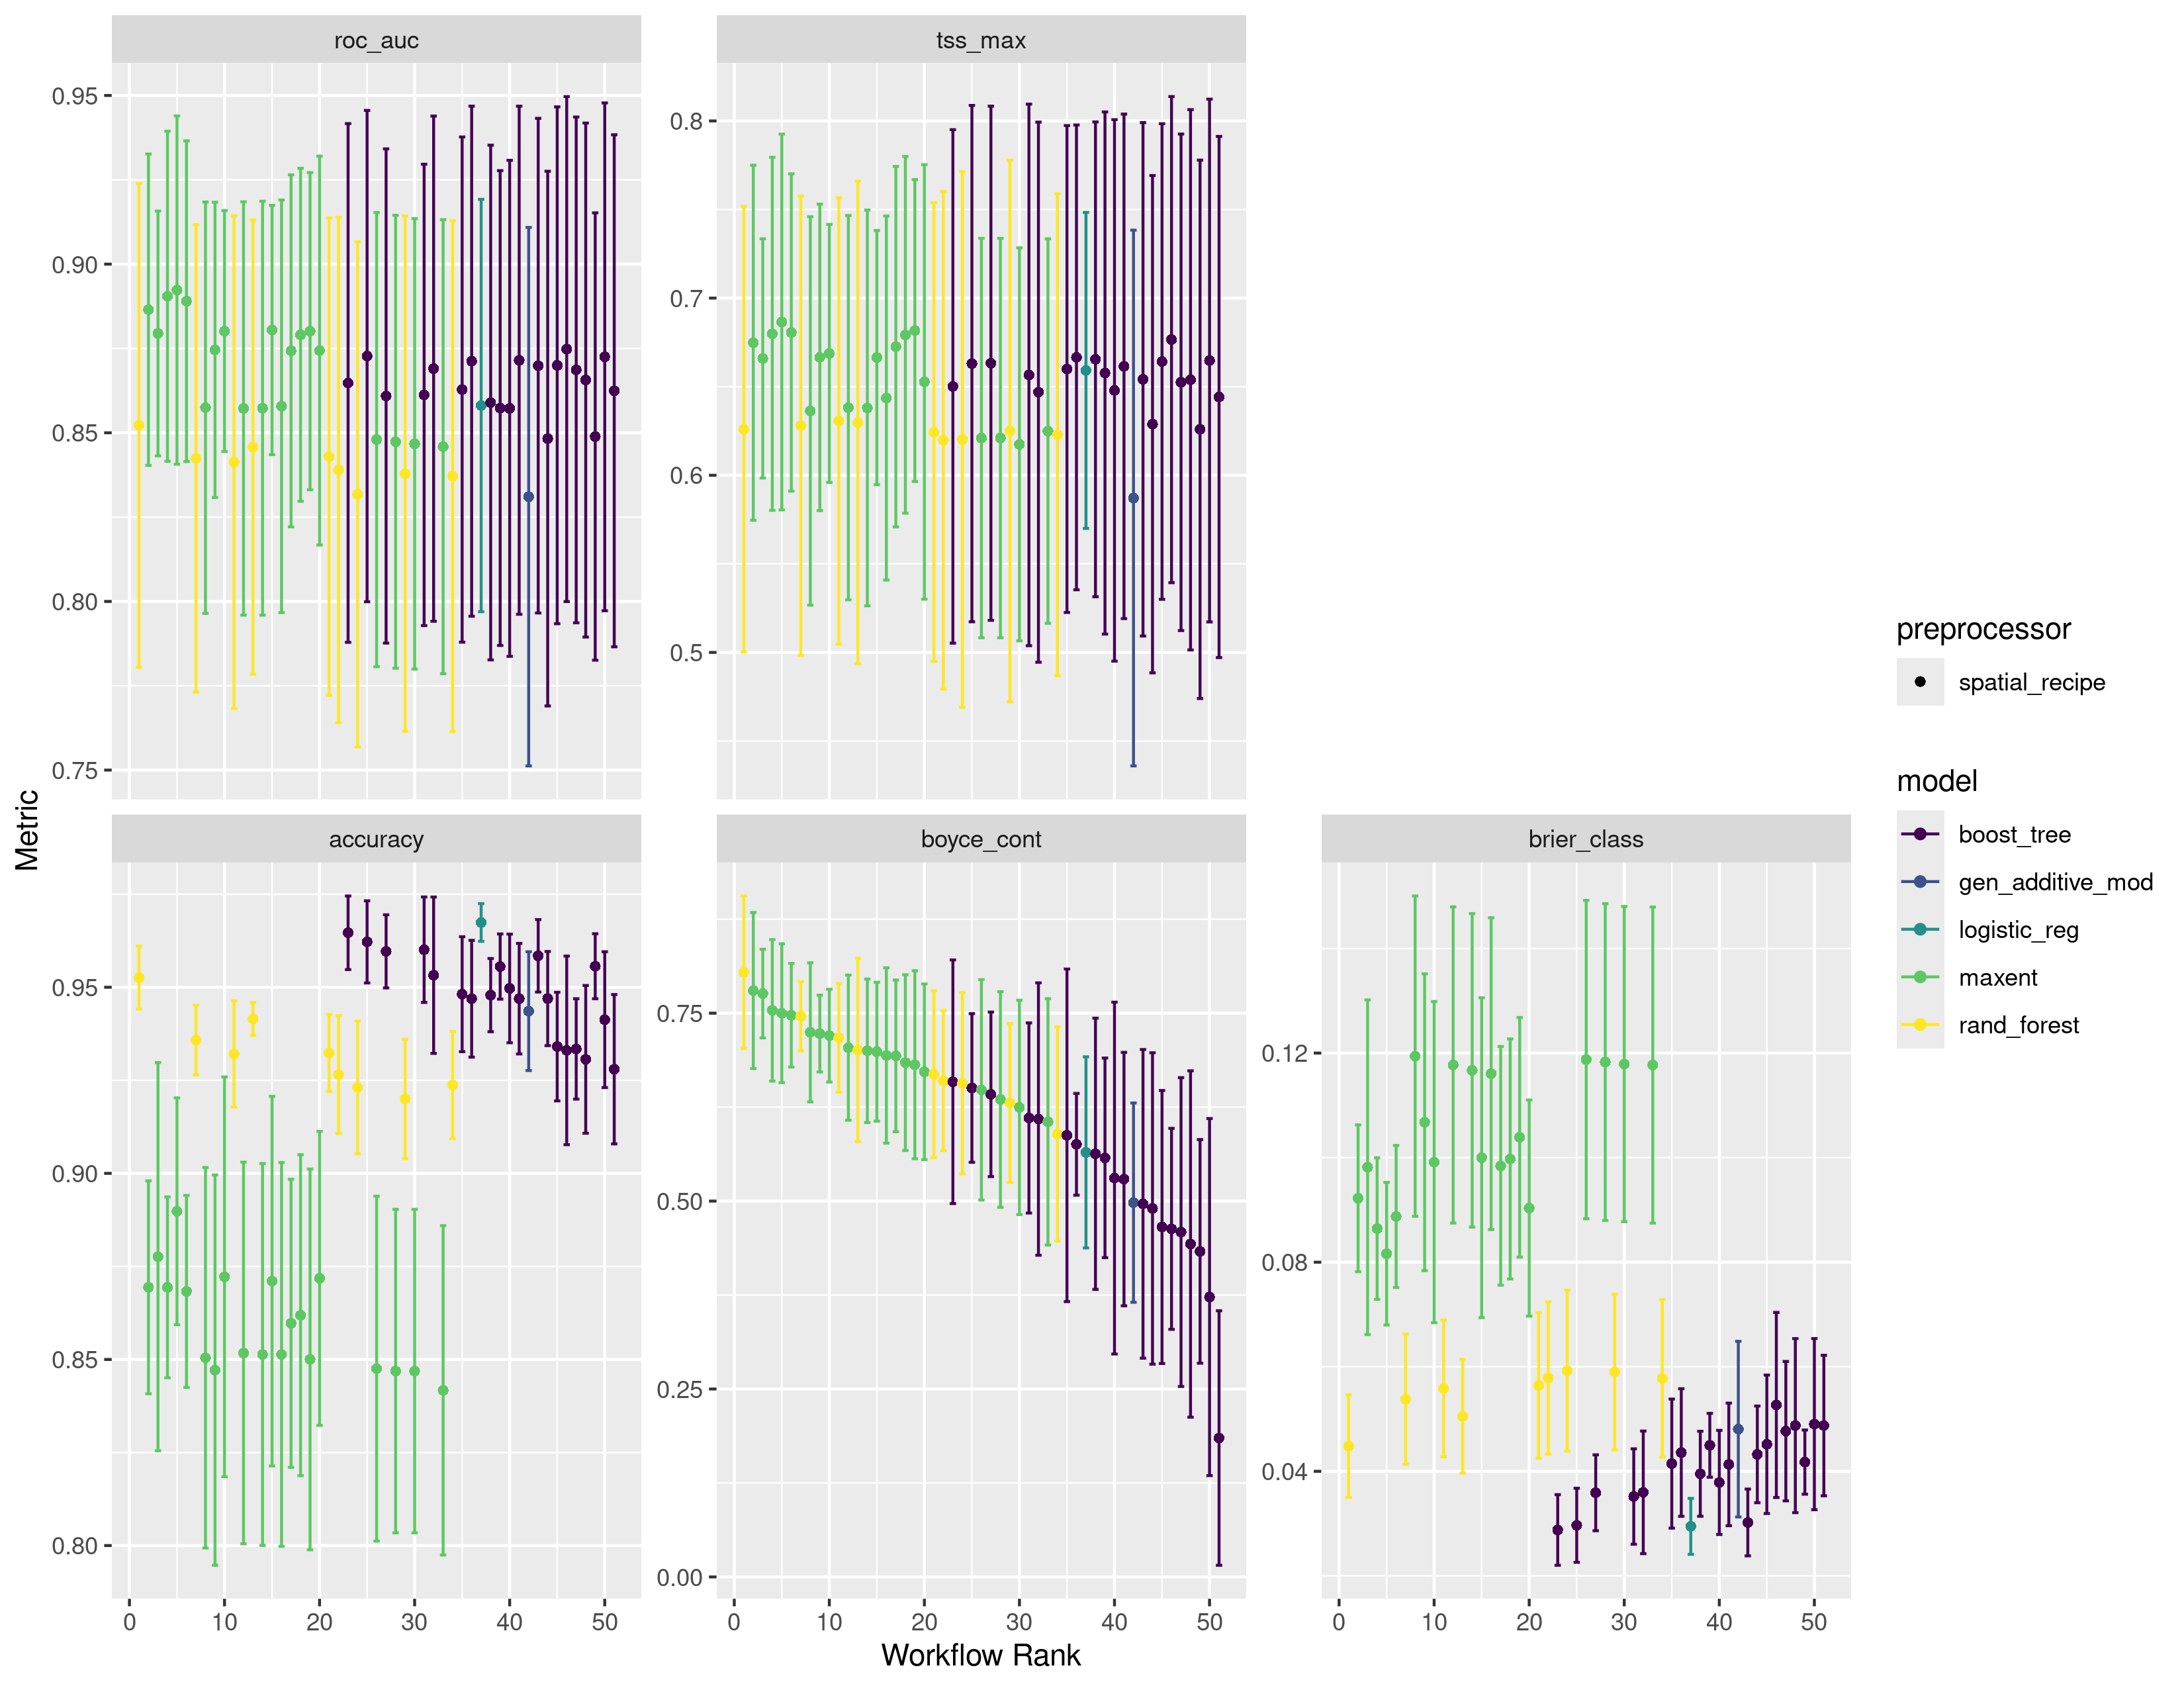 roc_auc
tss_max
0.95
0.90
0.85
0.80
0.75
0.8
0.7
0.6
0.5
Metric
accuracy
boyce_cont
brier_class
0.95
0.90
0.85
0.80
0.75
0.50
0.25
0.00
0.12
0.08
0.04
0 10 20 30 40 50
0 10 20 30 40 50
0 10 20 30 40 50
Workflow Rank
preprocessor
spatial_recipe
model
boost_tree
gen_additive_mod
logistic_reg
maxent
rand_forest